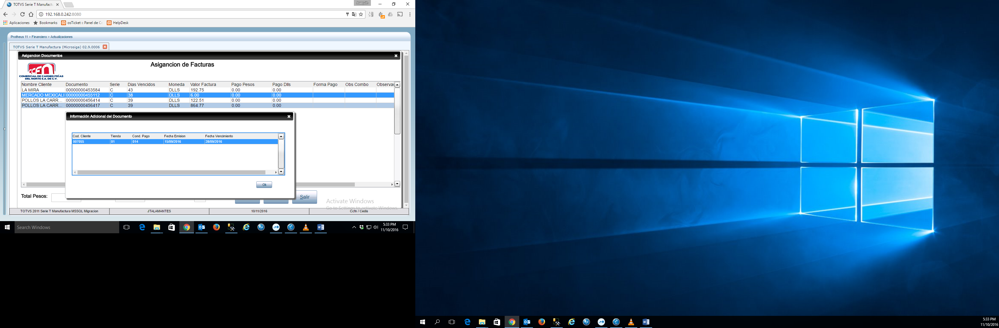 TOTVS Serie T Manufact
Joaquin
192.168.0.242:8080
off
Aplicaciones Bookmarks osTicket :: Panel de Co HelpDesk
Protheus 11 > Financiero > Actualizaciones
TOTVS Serie T Manufactura (Microsiga) 02.9.0006
Asigancion Documentos
Asigancion de Facturas
CCFN
COMERCIAL DE CARNES FRÍAS
DEL NORTE S.A. DE C.V.
Nombre Cliente Documento Serie Dias Vencidos Moneda Valor Factura Pago Pesos Pago Dlls Forma Pago Obs Combo Observac
LA MIRA 00000000453584 C 43 DLLS 192.75 0.00 0.00
MERCADO MEXICALI 00000000455112 C 38 DLLS 6.00 0.00 0.00
POLLOS LA CARR... 00000000456414 C 39 DLLS 122.51 0.00 0.00
POLLOS LA CARR... 00000000456417 C 39 DLLS 864.77 0.00 0.00
Información Adicional del Documento
Cod. Cliente Tienda Cond. Pago Fecha Emision Fecha Vencimiento
007055 01 014 15/09/2016 28/09/2016
Ok
Total Pesos:
Salir
Activate Windows
Go to Settings to activate Windows.
TOTVS 2011 Serie T Manufactura MSSQL Migracion JTALAMANTES 10/11/2016 Ccfn / Cedis
Search Windows
5:33 PM
11/10/2016
5:33 PM
11/10/2016